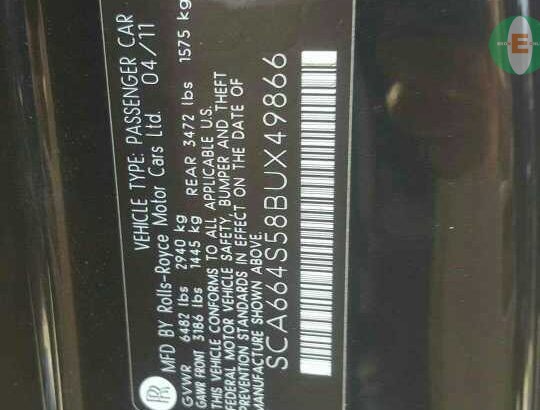 VEHICLE TYPE: PASSENGER CAR
MFD BY Rolls-Royce Motor Cars Ltd. 04/11
GVWR 6482 lbs 2940 kg
GAWR FRONT 3186 lbs 1445 kg REAR 3472 lbs 1575 kg
THIS VEHICLE CONFORMS TO ALL APPLICABLE U.S.
FEDERAL MOTOR VEHICLE SAFETY, BUMPER AND THEFT
PREVENTION STANDARDS IN EFFECT ON THE DATE OF
MANUFACTURE SHOWN ABOVE.
SCA664S58BUX49866
E